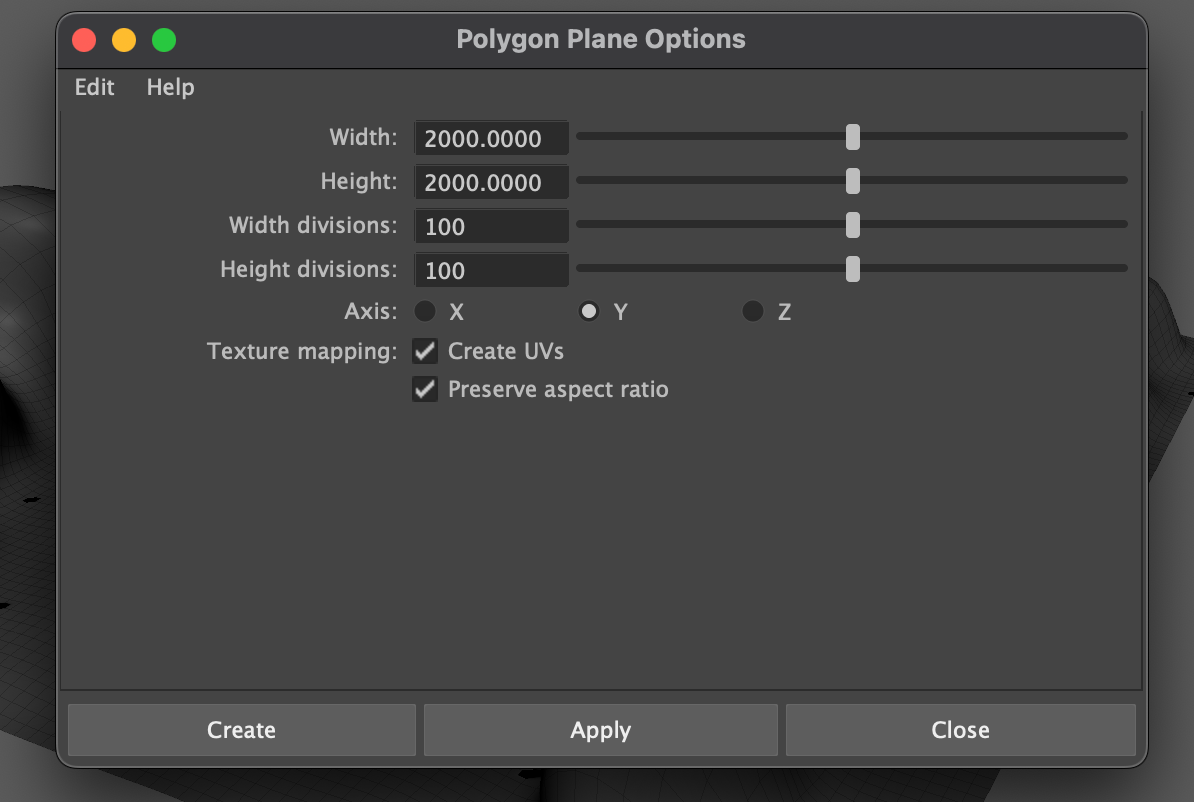 Polygon Plane Options
Edit Help
Width: 2000.0000
Height: 2000.0000
Width divisions: 100
Height divisions: 100
Axis: X Y Z
Texture mapping: Create UVs
Preserve aspect ratio
Create Apply Close